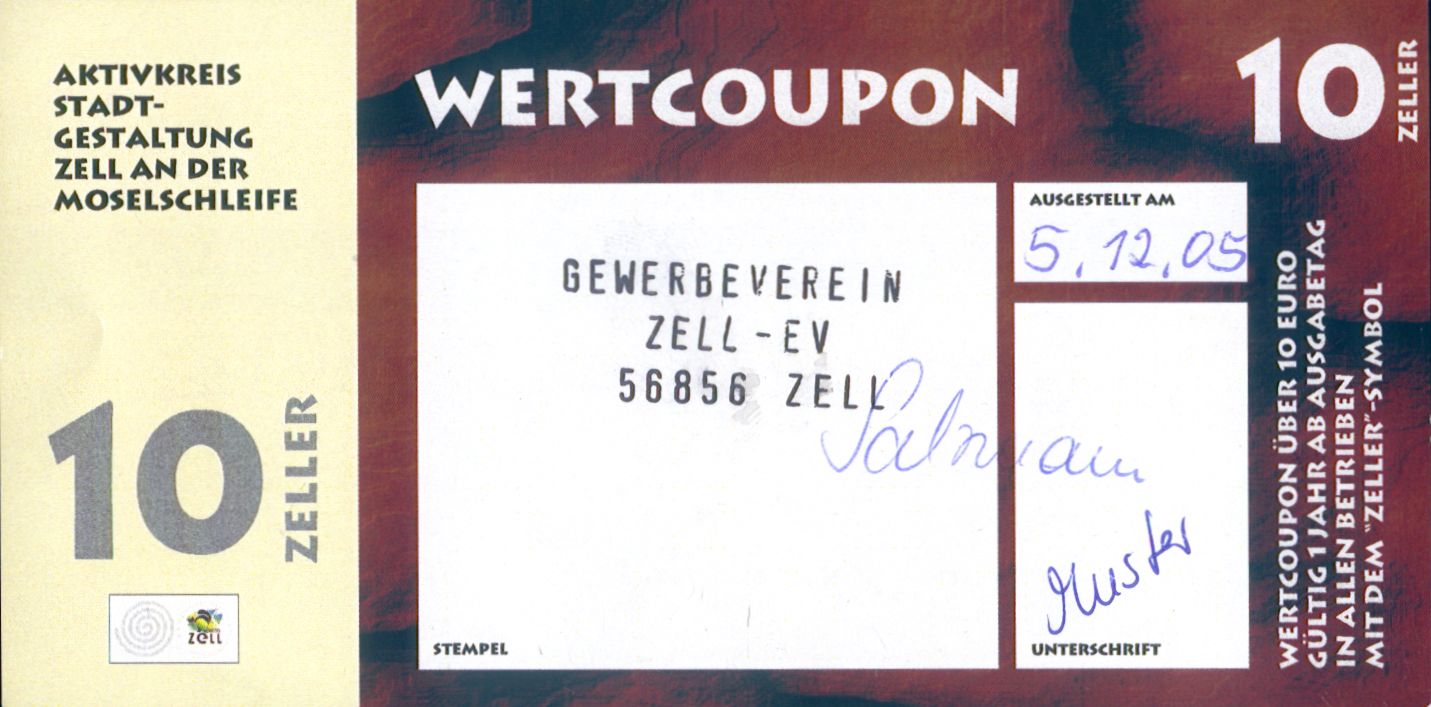 AKTIVKREIS
STADT-
GESTALTUNG
ZELL AN DER
MOSELSCHLEIFE
10 ZELLER
zell
WERTCOUPON
10 ZELLER
GEWERBEVEREIN
ZELL-EV
56856 ZELL
STEMPEL
AUSGESTELLT AM
5.12.05
Muster
UNTERSCHRIFT
WERTCOUPON ÜBER 10 EURO
GÜLTIG 1 JAHR AB AUSGABETAG
IN ALLEN BETRIEBEN
MIT DEM "ZELLER"-SYMBOL